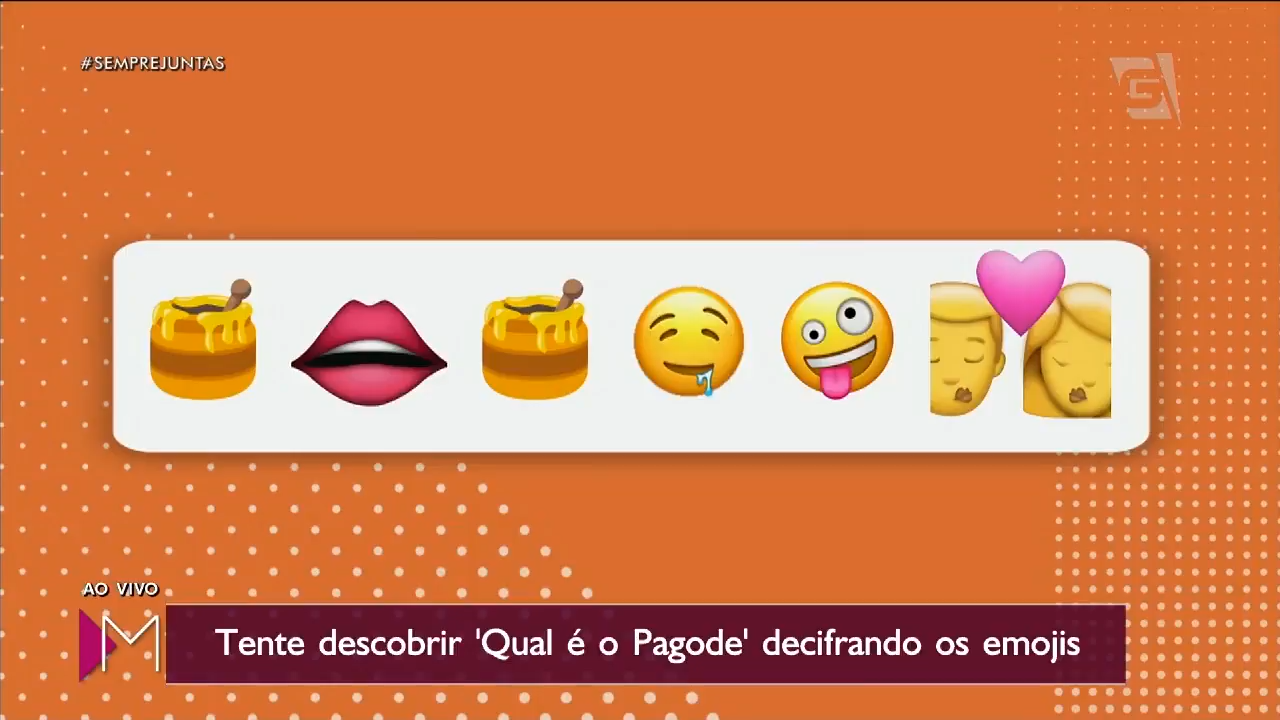 #SEMPREJUNTAS
G
AO VIVO
M
Tente descobrir 'Qual é o Pagode' decifrando os emojis